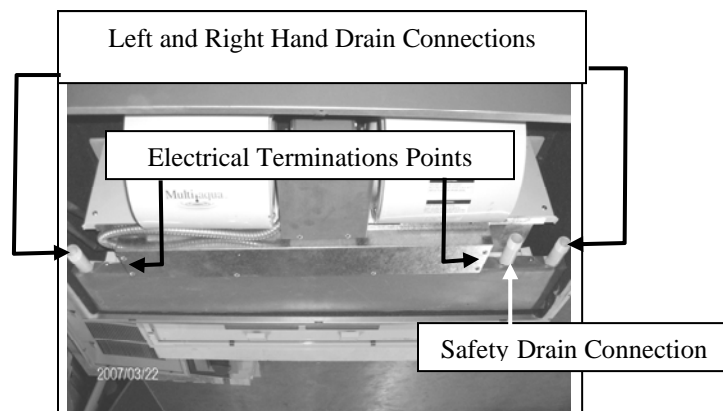 Left and Right Hand Drain Connections
Electrical Terminations Points
Multiaqua
Safety Drain Connection
2007/03/22